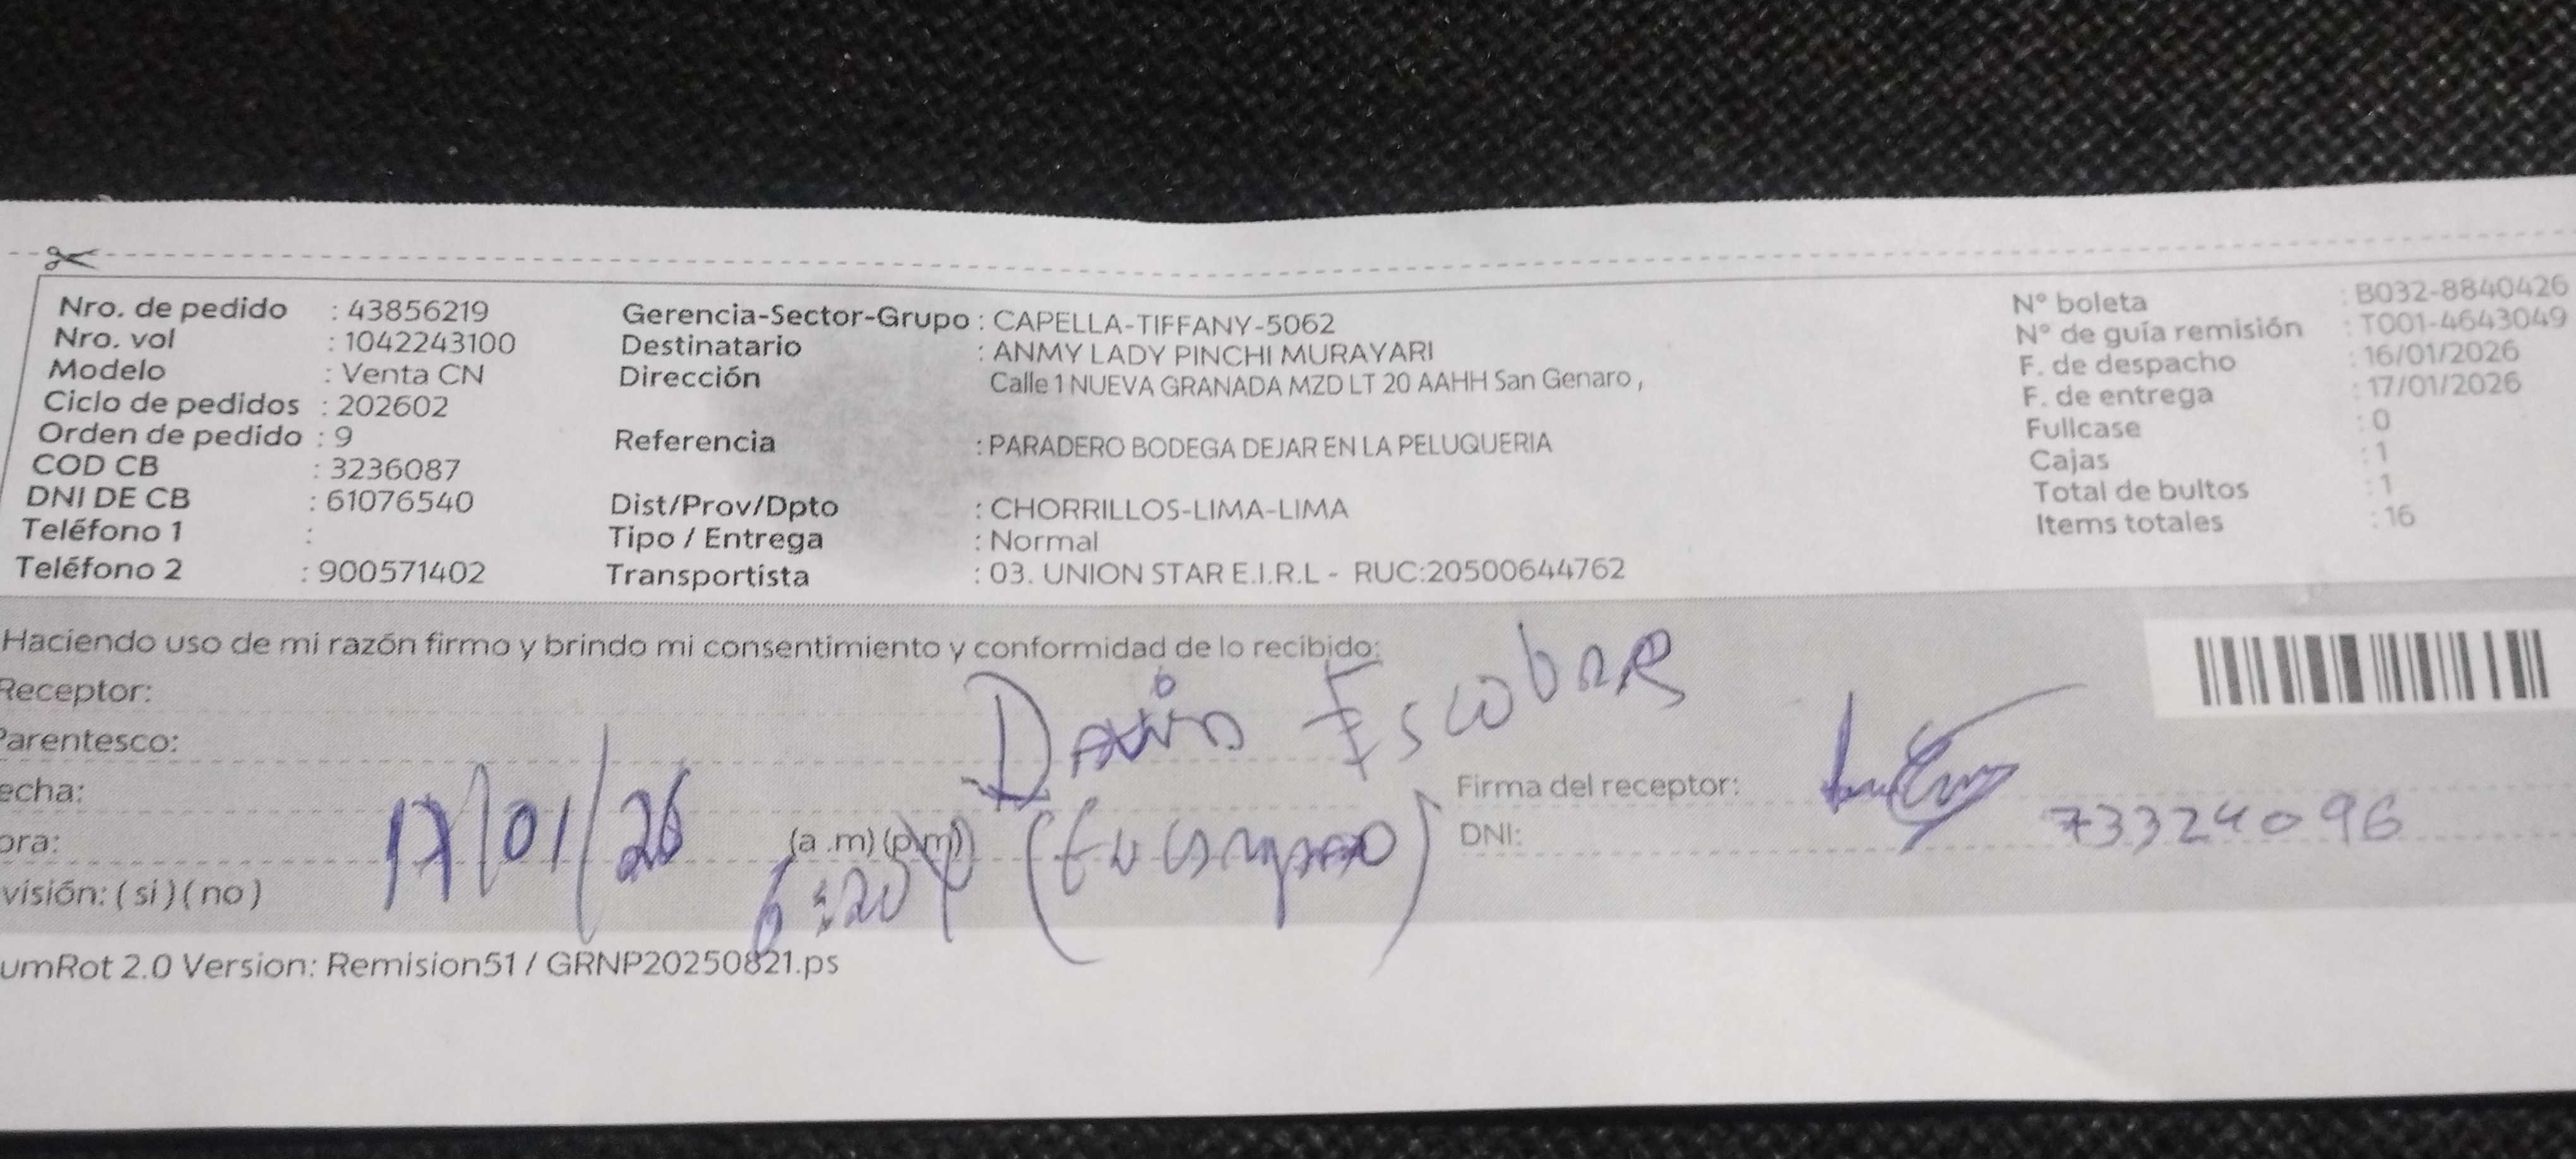 Nro. de pedido : 43856219
Nro. vol : 1042243100
Modelo : Venta CN
Ciclo de pedidos : 202602
Orden de pedido : 9
COD CB : 3236087
DNI DE CB : 61076540
Teléfono 1 :
Teléfono 2 : 900571402
Gerencia-Sector-Grupo : CAPELLA-TIFFANY-5062
Destinatario : ANMY LADY PINCHI MURAYARI
Dirección Calle 1 NUEVA GRANADA MZD LT 20 AAHH San Genaro ,
Referencia : PARADERO BODEGA DEJAR EN LA PELUQUERIA
Dist/Prov/Dpto : CHORRILLOS-LIMA-LIMA
Tipo / Entrega : Normal
Transportista : 03. UNION STAR E.I.R.L - RUC:20500644762
N° boleta : B032-8840426
N° de guía remisión : T001-4643049
F. de despacho : 16/01/2026
F. de entrega : 17/01/2026
Fullcase : 0
Cajas : 1
Total de bultos : 1
Items totales : 16
Haciendo uso de mi razón firmo y brindo mi consentimiento y conformidad de lo recibido:
Receptor: Escobar
Parentesco:
echa: 17/01/26
Firma del receptor:
ora: (a .m) (p.m)
6:20
DNI: 73324096
visión: ( si ) ( no )
umRot 2.0 Version: Remision51 / GRNP20250821.ps